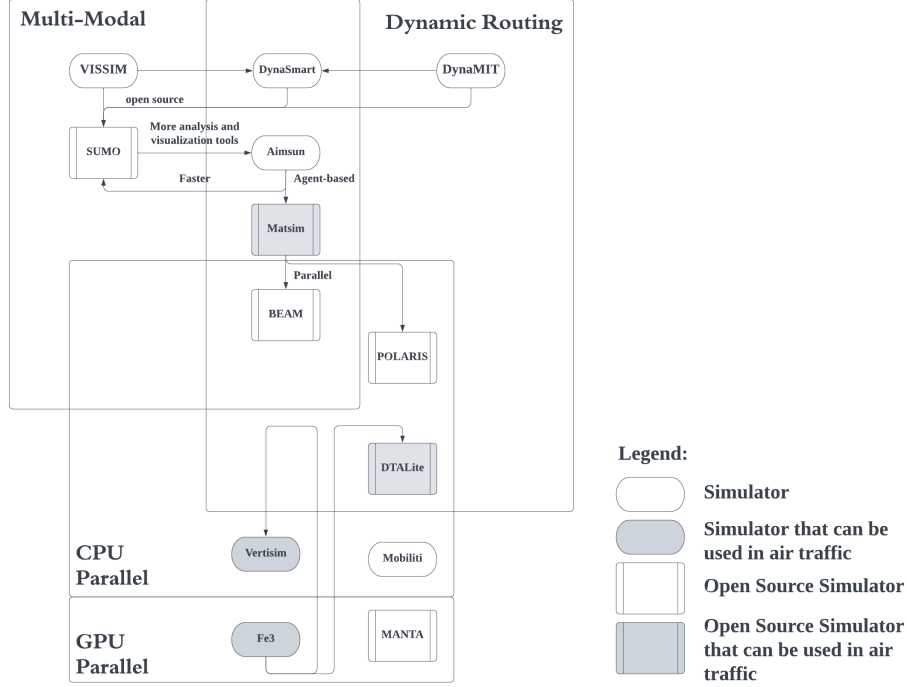 Multi-Modal
Dynamic Routing
VISSIM
DynaSmart
DynaMIT
open source
More analysis and
visualization tools
SUMO
Aimsun
Faster
Agent-based
Matsim
Parallel
BEAM
POLARIS
DTALite
CPU
Parallel
Vertisim
Mobiliti
GPU
Parallel
Fe3
MANTA
Legend:
Simulator
Simulator that can be
used in air traffic
Open Source Simulator
Open Source Simulator
that can be used in air
traffic